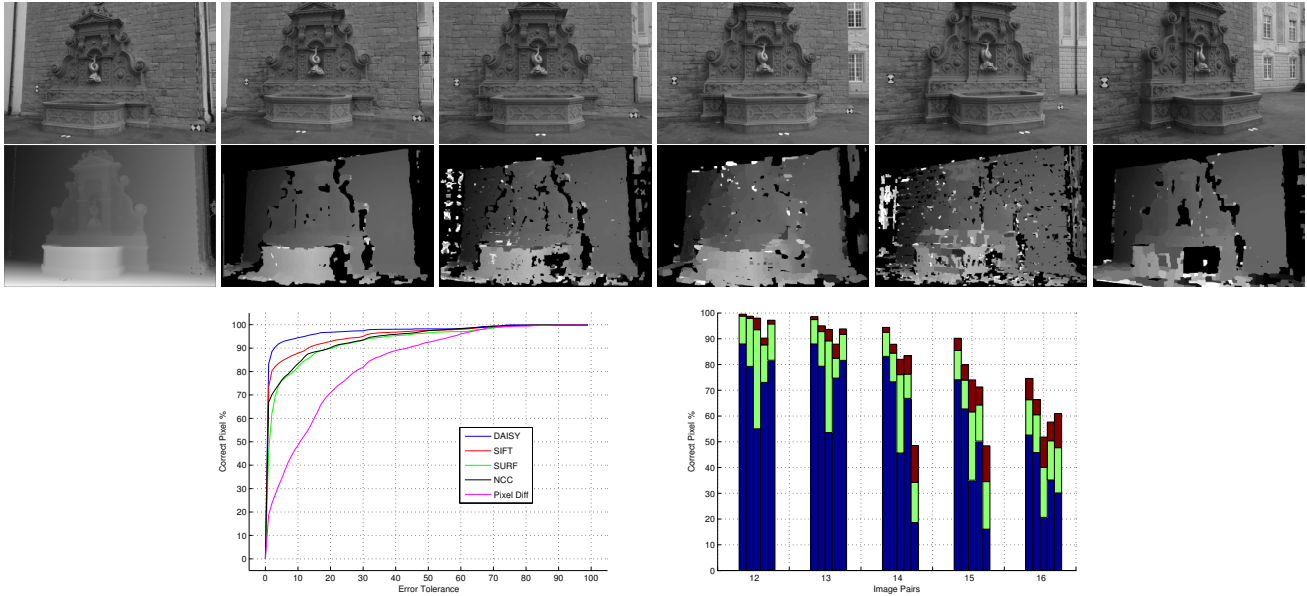 100
90
80
70
60
50
40
30
20
10
0
Correct Pixel %
DAISY
SIFT
SURF
NCC
Pixel Diff
0 10 20 30 40 50 60 70 80 90 100
Error Tolerance
100
90
80
70
60
50
40
30
20
10
0
Correct Pixel %
12 13 14 15 16
Image Pairs